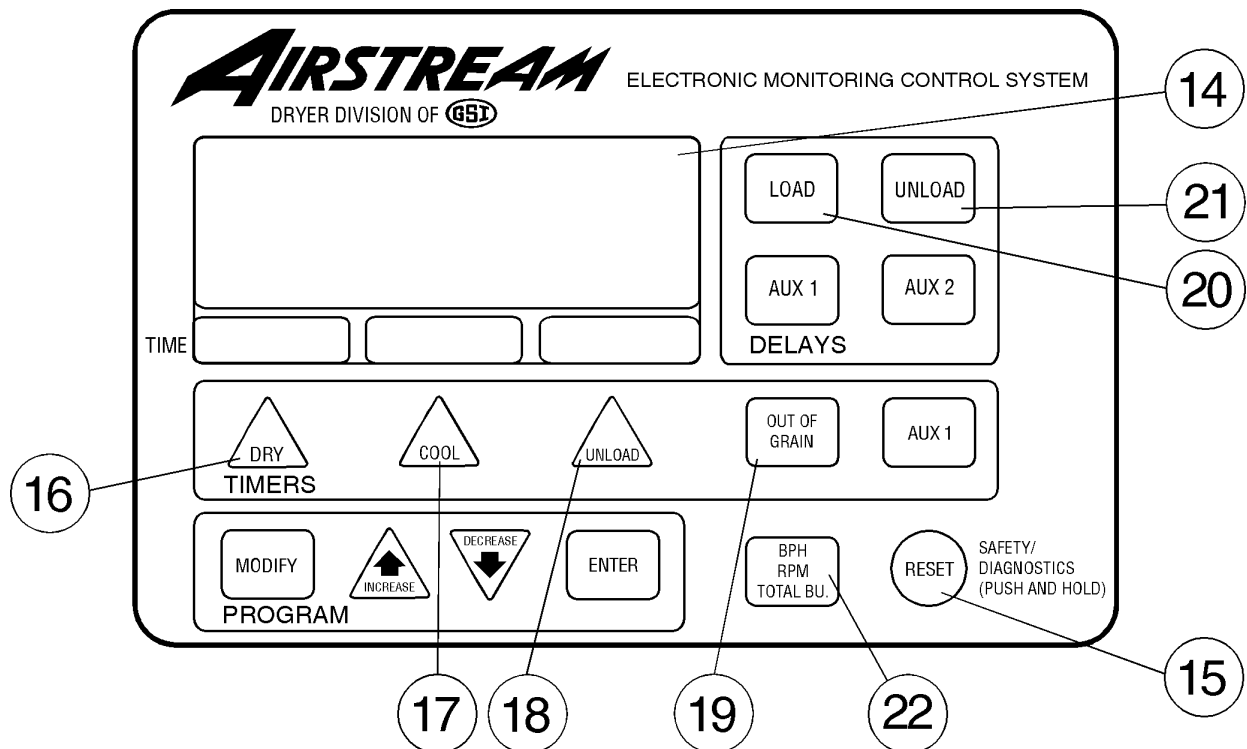 AIRSTREAM
ELECTRONIC MONITORING CONTROL SYSTEM
DRYER DIVISION OF GSI
14
LOAD
UNLOAD
21
20
AUX 1
AUX 2
TIME
DELAYS
DRY
COOL
UNLOAD
OUT OF
GRAIN
AUX 1
TIMERS
16
MODIFY
INCREASE
DECREASE
ENTER
PROGRAM
BPH
RPM
TOTAL BU.
RESET
SAFETY/
DIAGNOSTICS
(PUSH AND HOLD)
17
18
19
22
15